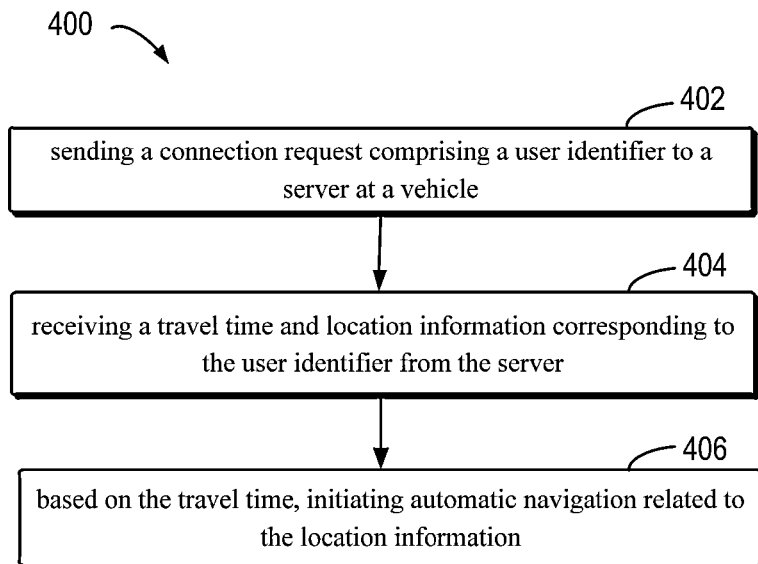 400
402
sending a connection request comprising a user identifier to a
server at a vehicle
404
receiving a travel time and location information corresponding to
the user identifier from the server
406
based on the travel time, initiating automatic navigation related to
the location information